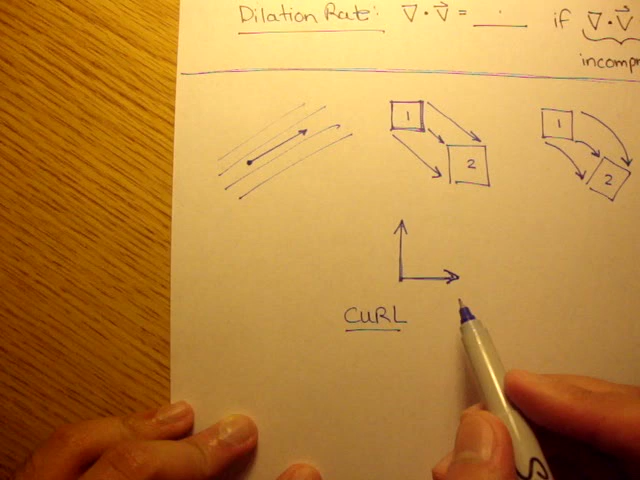 Dilation Rate: ∇·V⃗ = ___ if ∇·V⃗
incompr
1 1
2 2
CURL